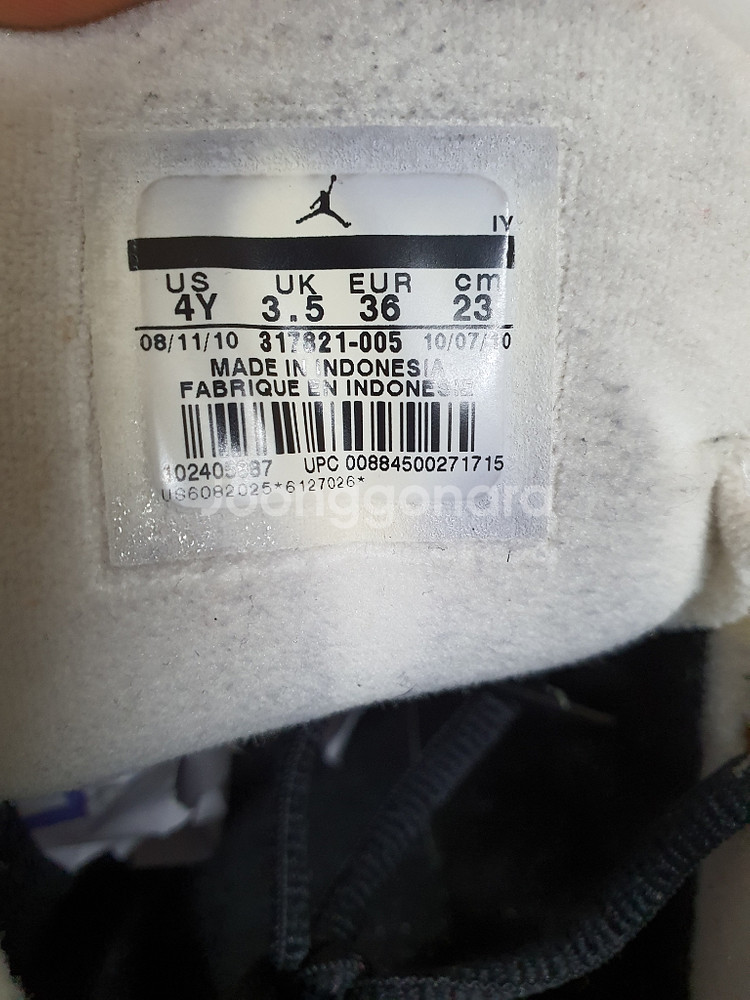 IY
US UK EUR cm
4Y 3.5 36 23
08/11/10 317821-005 10/07/10
MADE IN INDONESIA
FABRIQUE EN INDONESIE
UPC 00884500271715
US6082025*6127026*
Joonggonara